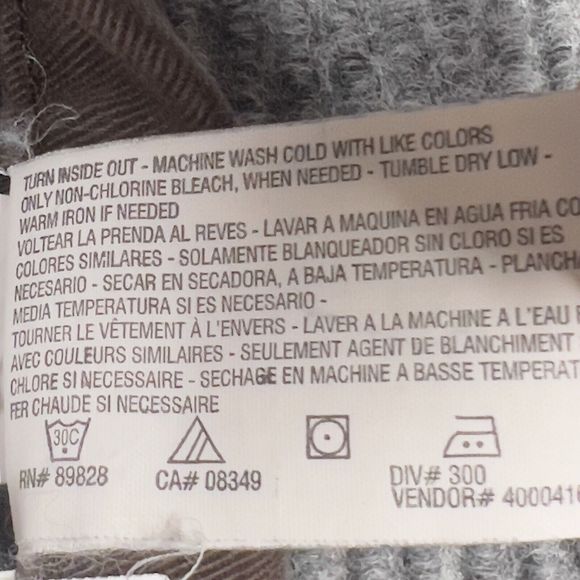 TURN INSIDE OUT - MACHINE WASH COLD WITH LIKE COLORS
ONLY NON-CHLORINE BLEACH, WHEN NEEDED - TUMBLE DRY LOW -
WARM IRON IF NEEDED
VOLTEAR LA PRENDA AL REVES - LAVAR A MAQUINA EN AGUA FRIA CO
COLORES SIMILARES - SOLAMENTE BLANQUEADOR SIN CLORO SI ES
NECESARIO - SECAR EN SECADORA, A BAJA TEMPERATURA - PLANCHA
MEDIA TEMPERATURA SI ES NECESARIO -
TOURNER LE VÊTEMENT À L'ENVERS - LAVER A LA MACHINE A L'EAU
AVEC COULEURS SIMILAIRES - SEULEMENT AGENT DE BLANCHIMENT
CHLORE SI NECESSAIRE - SECHAGE EN MACHINE A BASSE TEMPERAT
FER CHAUDE SI NECESSAIRE
30C
RN# 89828 CA# 08349 DIV# 300
VENDOR# 4000416